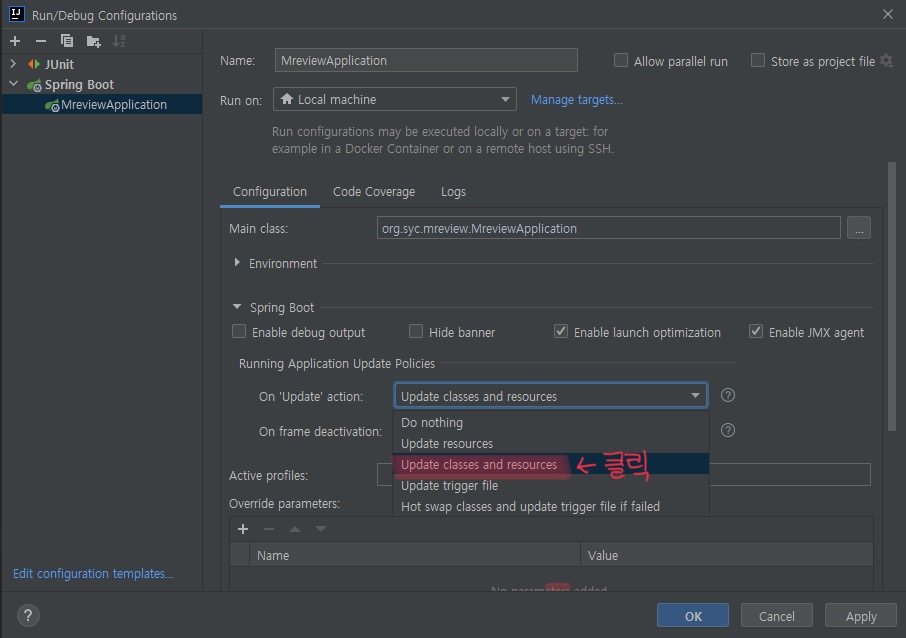 Run/Debug Configurations
JUnit
Spring Boot
MreviewApplication
Edit configuration templates...
Name:
MreviewApplication
Allow parallel run
Store as project file
Run on:
Local machine
Manage targets...
Run configurations may be executed locally or on a target: for
example in a Docker Container or on a remote host using SSH.
Configuration
Code Coverage
Logs
Main class:
org.syc.mreview.MreviewApplication
...
Environment
Spring Boot
Enable debug output
Hide banner
Enable launch optimization
Enable JMX agent
Running Application Update Policies
On 'Update' action:
Update classes and resources
Do nothing
On frame deactivation:
Update resources
Update classes and resources
← 클릭
Update trigger file
Hot swap classes and update trigger file if failed
Active profiles:
Override parameters:
Name
Value
No parameters added
?
OK
Cancel
Apply